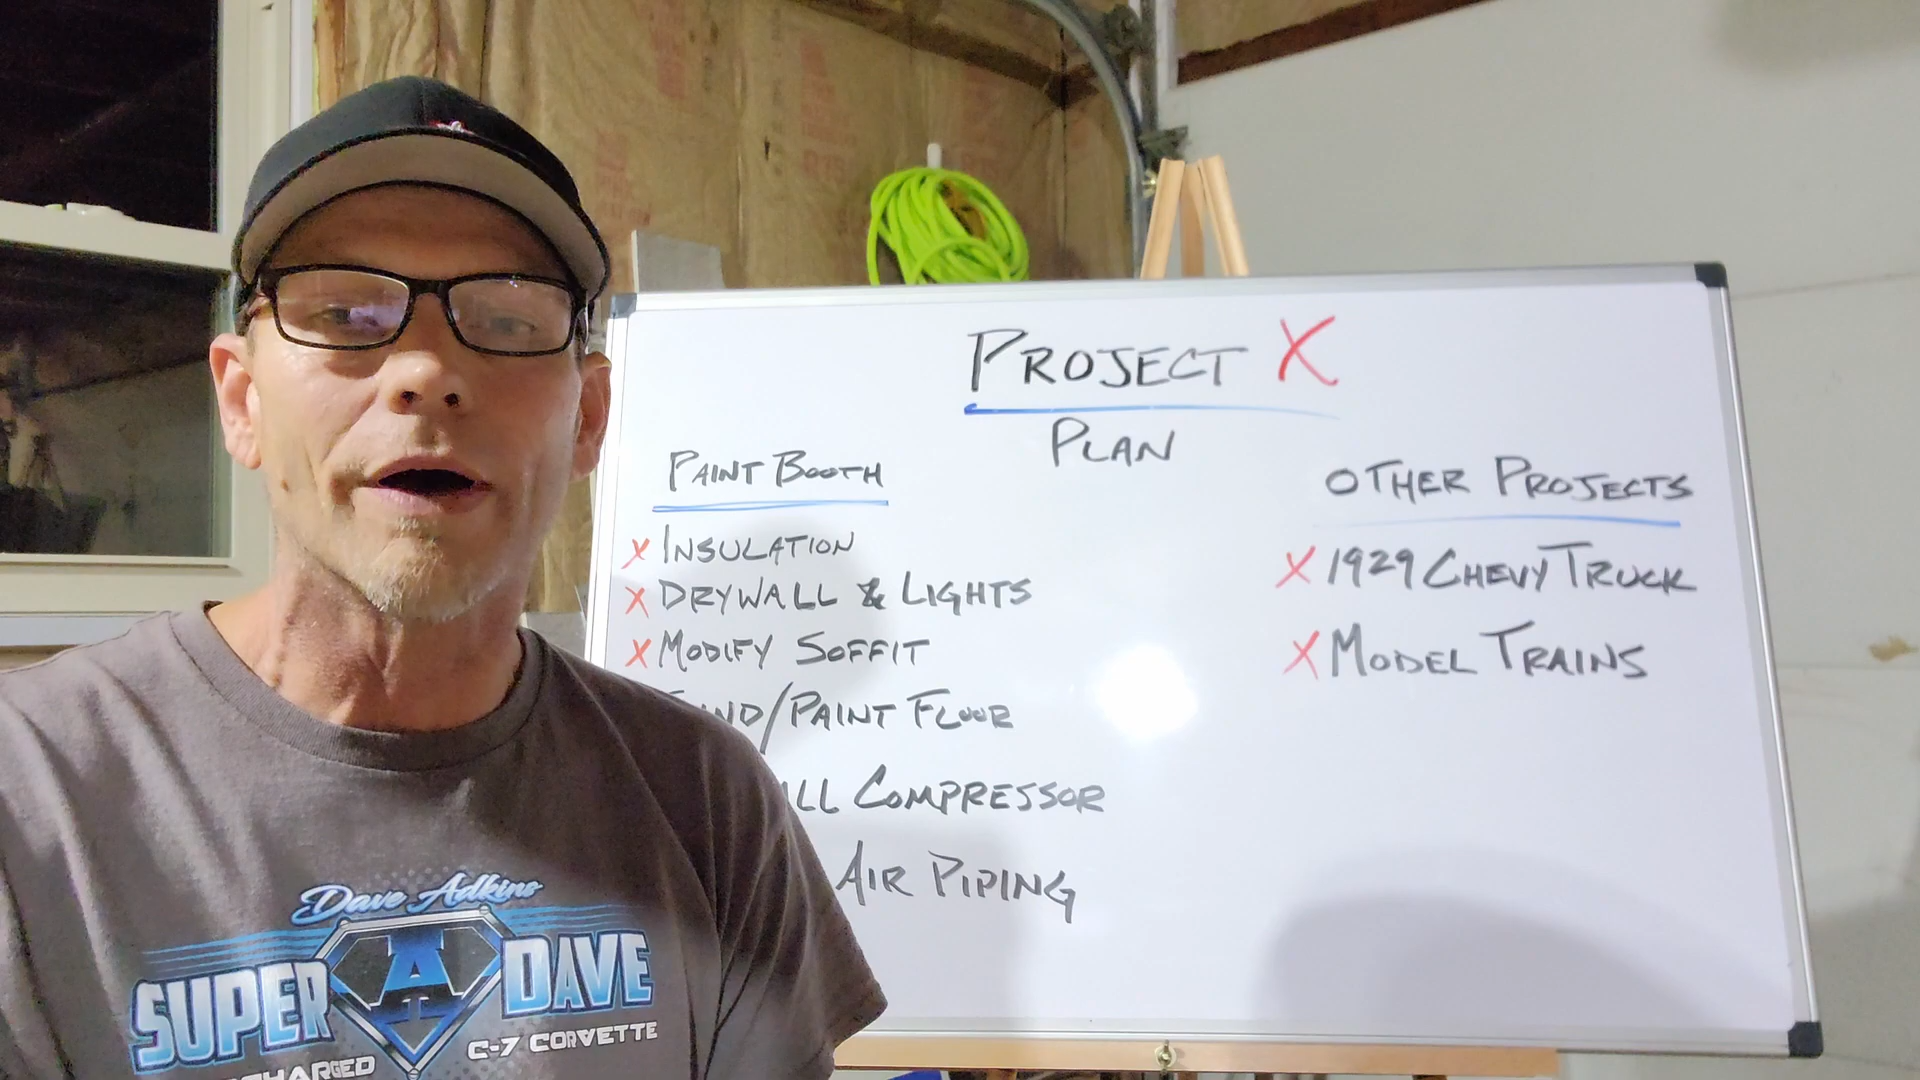 PROJECT X
PLAN
PAINT BOOTH
X INSULATION
X DRYWALL & LIGHTS
X MODIFY SOFFIT
/PAINT FLOOR
COMPRESSOR
AIR PIPING
OTHER PROJECTS
X 1929 CHEVY TRUCK
X MODEL TRAINS
Dave Adkins
SUPER A DAVE
C-7 CORVETTE